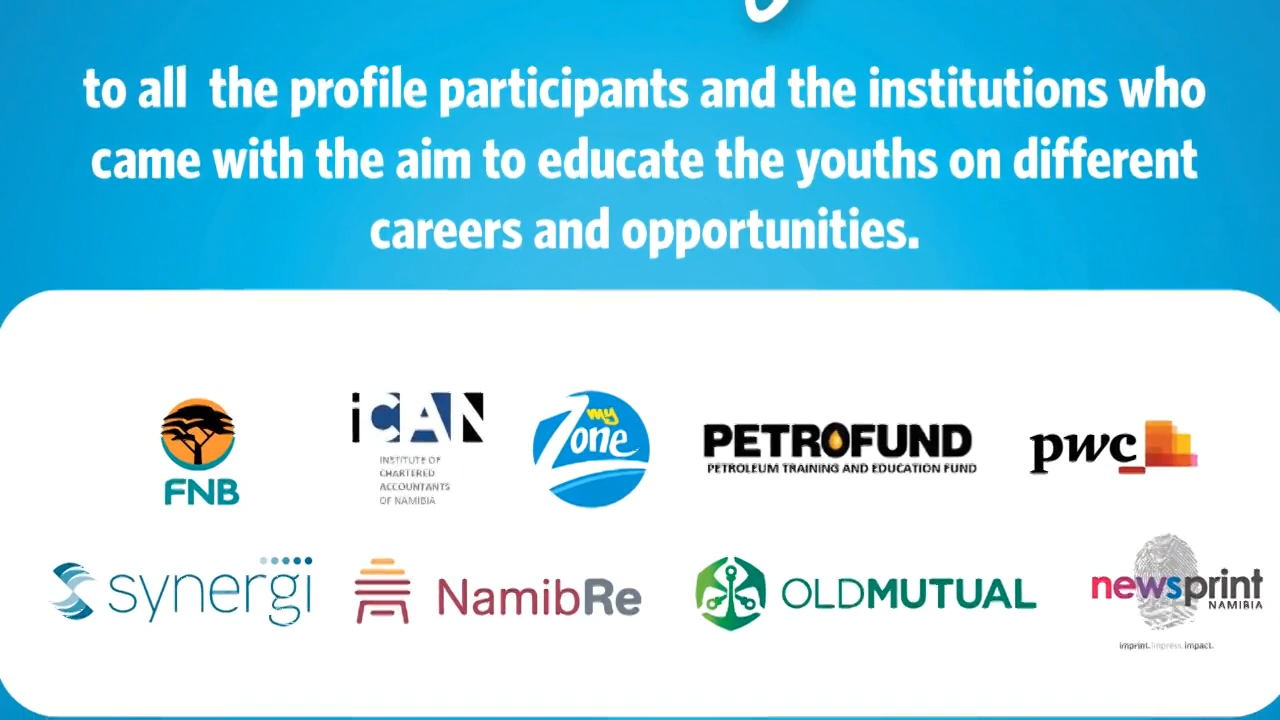 to all the profile participants and the institutions who
came with the aim to educate the youths on different
careers and opportunities.
FNB
iCAN
INSTITUTE OF
CHARTERED
ACCOUNTANTS
OF NAMIBIA
my
Zone
PETROFUND
PETROLEUM TRAINING AND EDUCATION FUND
pwc
synergi
NamibRe
OLDMUTUAL
newsprint
NAMIBIA
imprint. impress. impact.